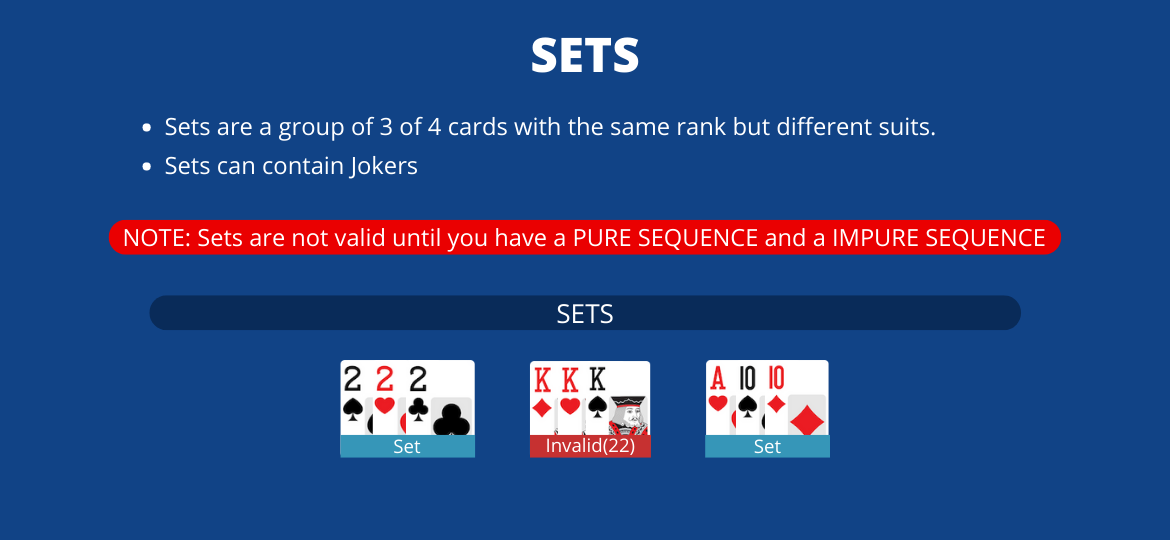 SETS
• Sets are a group of 3 of 4 cards with the same rank but different suits.
• Sets can contain Jokers
NOTE: Sets are not valid until you have a PURE SEQUENCE and a IMPURE SEQUENCE
SETS
2 2 2 K K K A 10 10
Set Invalid(22) Set